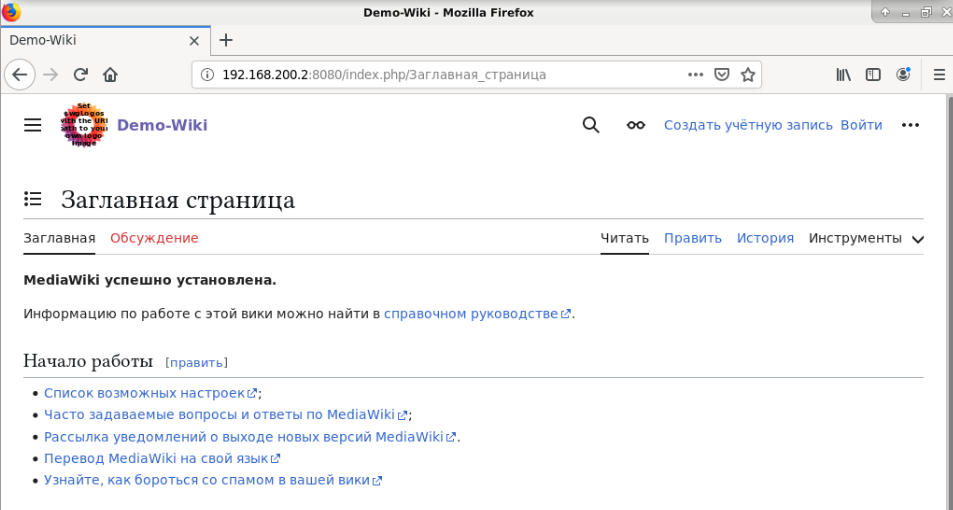 Demo-Wiki - Mozilla Firefox
Demo-Wiki
192.168.200.2:8080/index.php/Заглавная_страница
Set
$wgLogos
with the URL
path to your
own logo
image
Demo-Wiki
Создать учётную запись Войти
Заглавная страница
Заглавная Обсуждение Читать Править История Инструменты
MediaWiki успешно установлена.
Информацию по работе с этой вики можно найти в справочном руководстве.
Начало работы [править]
• Список возможных настроек;
• Часто задаваемые вопросы и ответы по MediaWiki;
• Рассылка уведомлений о выходе новых версий MediaWiki.
• Перевод MediaWiki на свой язык
• Узнайте, как бороться со спамом в вашей вики